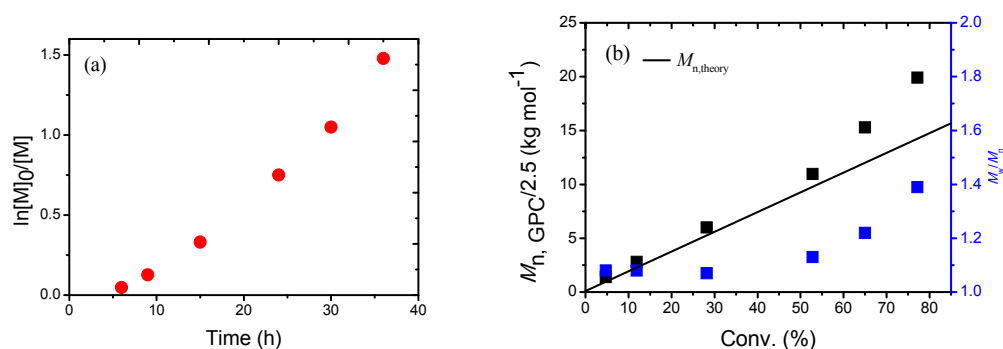 (a)
ln[M]0/[M]
1.5
1.0
0.5
0.0
0 10 20 30 40
Time (h)
(b)
Mn,theory
Mn, GPC/2.5 (kg mol-1)
25
20
15
10
5
0
0 10 20 30 40 50 60 70 80
Conv. (%)
2.0
1.8
1.6
1.4
1.2
1.0
Mw/Mn